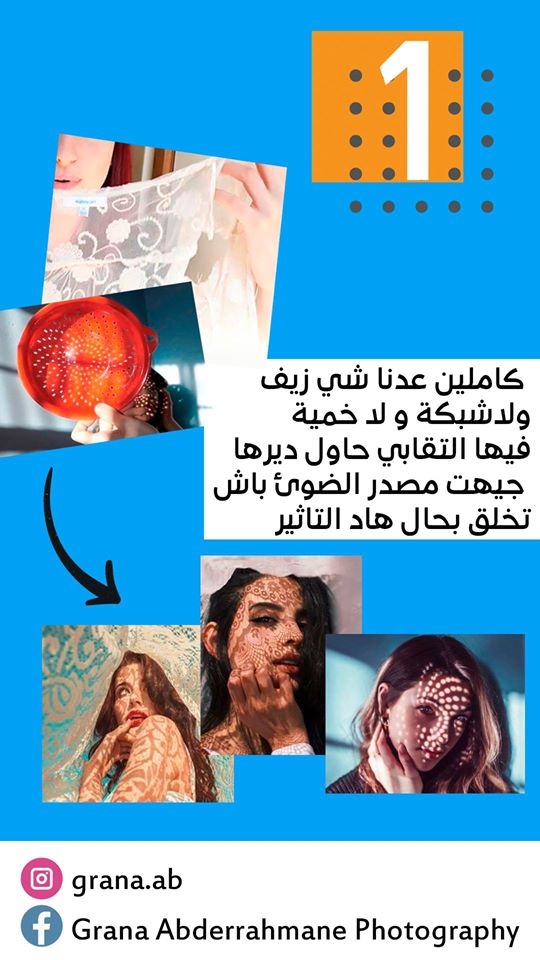 1
كاملين عدنا شي زيف
ولاشبكة و لا خمية
فيها التقابي حاول ديرها
جيهت مصدر الضوئ باش
تخلق بحال هاد التاثير
grana.ab
Grana Abderrahmane Photography